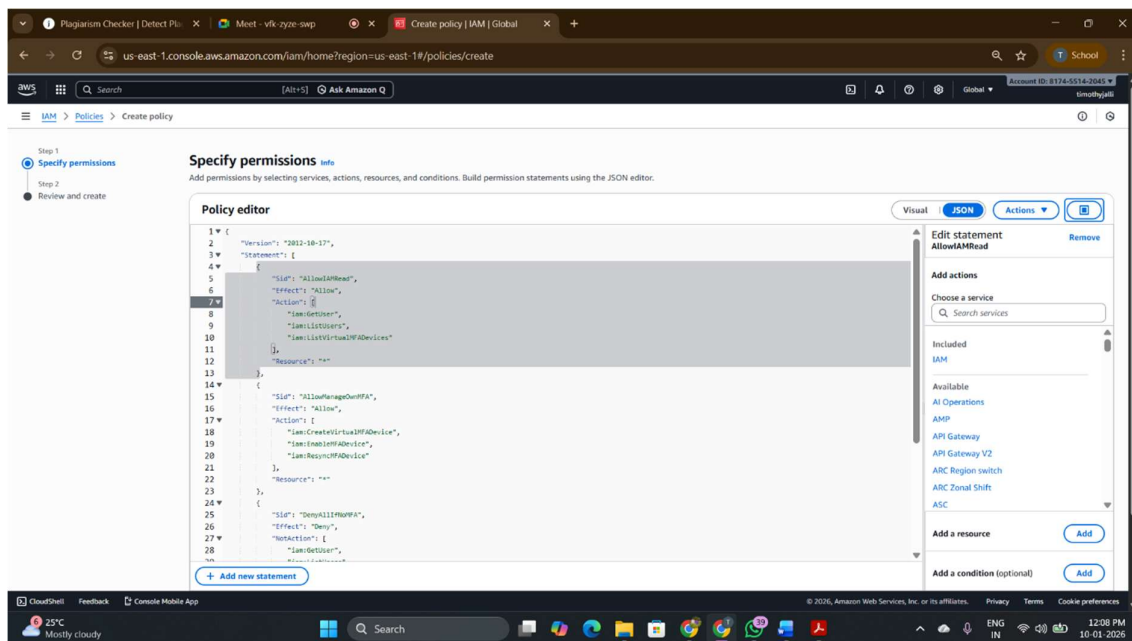 Plagiarism Checker | Detect Pla
Meet - vfk-zyze-swp
Create policy | IAM | Global
us-east-1.console.aws.amazon.com/iam/home?region=us-east-1#/policies/create
T School
aws
Search [Alt+S] Ask Amazon Q
Global
Account ID: 8174-5514-2045
timothyjalli
IAM > Policies > Create policy
Step 1
Specify permissions
Step 2
Review and create
Specify permissions Info
Add permissions by selecting services, actions, resources, and conditions. Build permission statements using the JSON editor.
Policy editor
Visual JSON Actions
1 {
2 "Version": "2012-10-17",
3 "Statement": [
4 {
5 "Sid": "AllowIAMRead",
6 "Effect": "Allow",
7 "Action": [
8 "iam:GetUser",
9 "iam:ListUsers",
10 "iam:ListVirtualMFADevices"
11 ],
12 "Resource": "*"
13 },
14 {
15 "Sid": "AllowManageOwnMFA",
16 "Effect": "Allow",
17 "Action": [
18 "iam:CreateVirtualMFADevice",
19 "iam:EnableMFADevice",
20 "iam:ResyncMFADevice"
21 ],
22 "Resource": "*"
23 },
24 {
25 "Sid": "DenyAllIfNoMFA",
26 "Effect": "Deny",
27 "NotAction": [
28 "iam:GetUser",
+ Add new statement
Edit statement Remove
AllowIAMRead
Add actions
Choose a service
Search services
Included
IAM
Available
AI Operations
AMP
API Gateway
API Gateway V2
ARC Region switch
ARC Zonal Shift
ASC
Add a resource Add
Add a condition (optional) Add
CloudShell Feedback Console Mobile App
© 2026, Amazon Web Services, Inc. or its affiliates. Privacy Terms Cookie preferences
6
25°C
Mostly cloudy
Search
39
ENG
IN
12:08 PM
10-01-2026